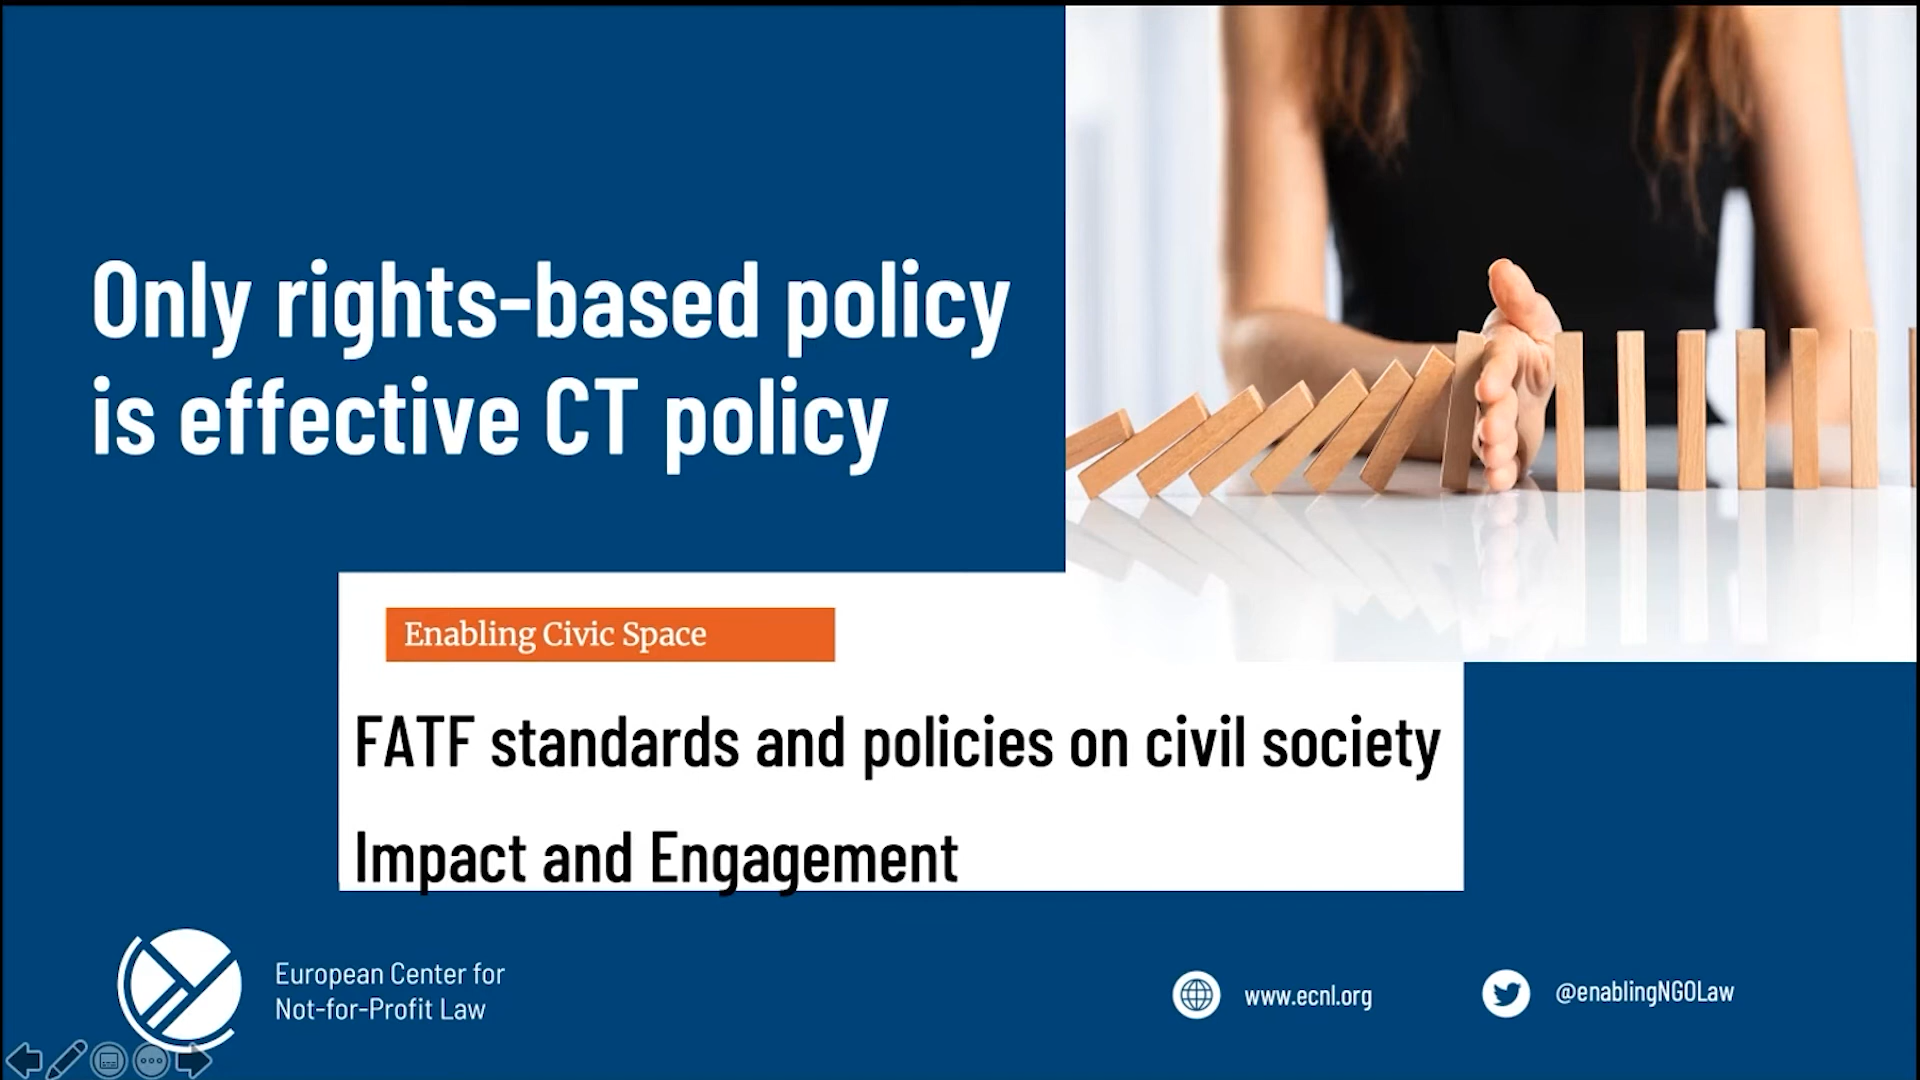 Only rights-based policy
is effective CT policy
Enabling Civic Space
FATF standards and policies on civil society
Impact and Engagement
European Center for
Not-for-Profit Law
www.ecnl.org
@enablingNGOLaw